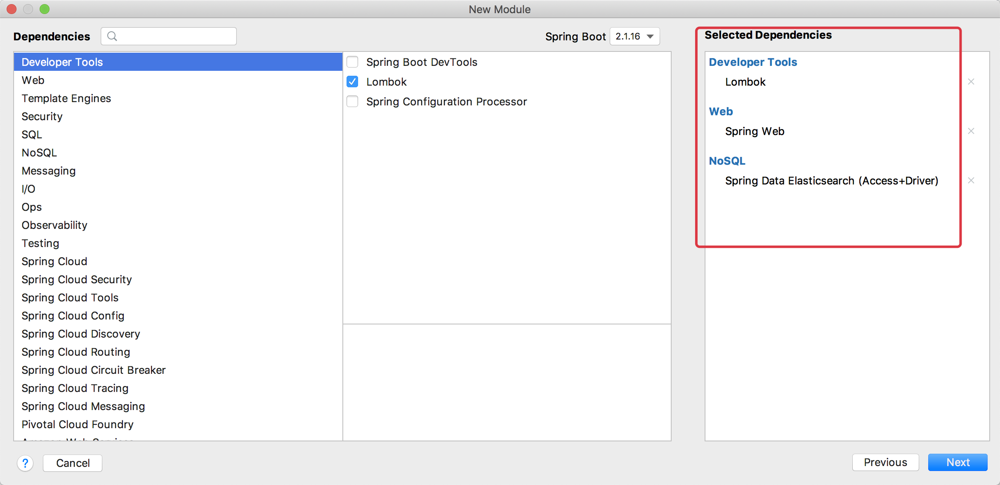 New Module
Dependencies
Spring Boot 2.1.16
Selected Dependencies
Developer Tools
Web
Template Engines
Security
SQL
NoSQL
Messaging
I/O
Ops
Observability
Testing
Spring Cloud
Spring Cloud Security
Spring Cloud Tools
Spring Cloud Config
Spring Cloud Discovery
Spring Cloud Routing
Spring Cloud Circuit Breaker
Spring Cloud Tracing
Spring Cloud Messaging
Pivotal Cloud Foundry
Amazon Web Services
Spring Boot DevTools
Lombok
Spring Configuration Processor
Developer Tools
Lombok
Web
Spring Web
NoSQL
Spring Data Elasticsearch (Access+Driver)
?
Cancel
Previous
Next